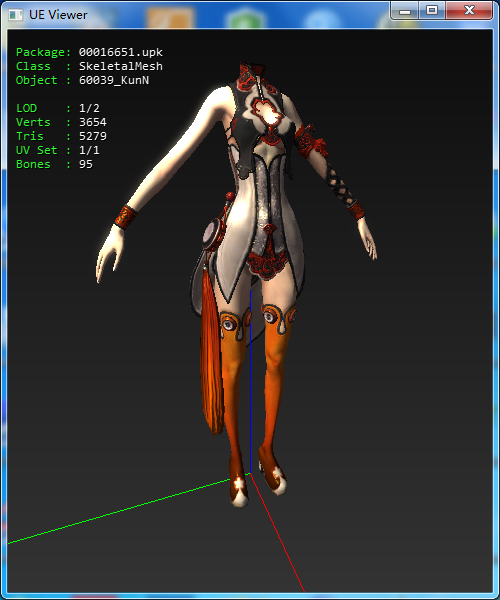 UE Viewer
Package: 00016651.upk
Class : SkeletalMesh
Object : 60039_KunN
LOD : 1/2
Verts : 3654
Tris : 5279
UV Set : 1/1
Bones : 95